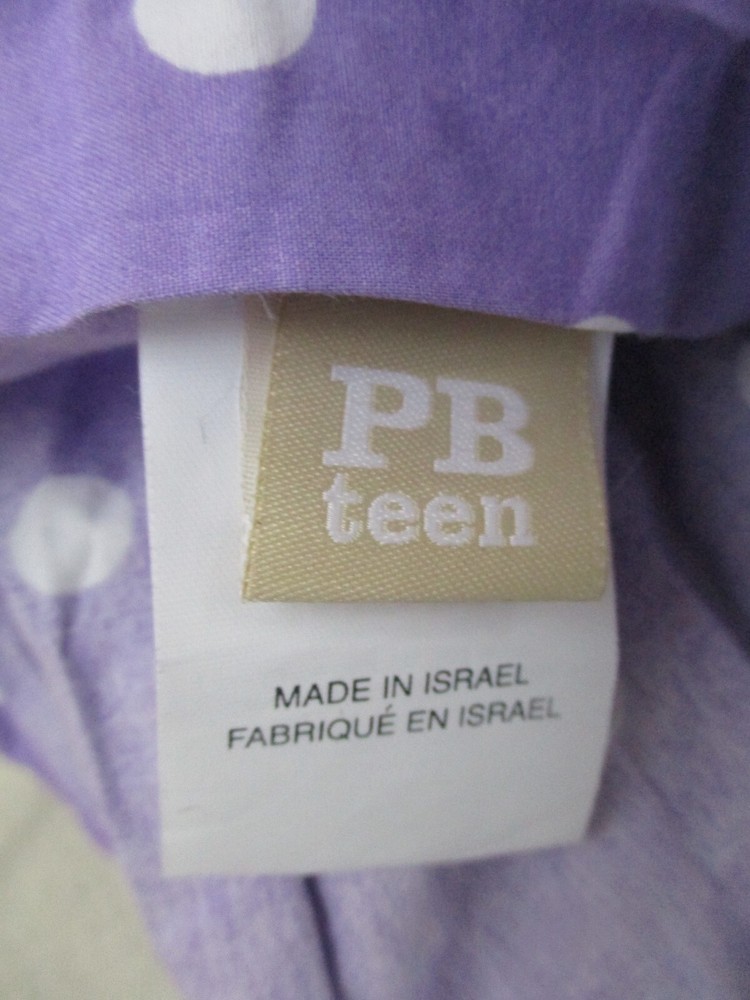 PB
teen
MADE IN ISRAEL
FABRIQUÉ EN ISRAEL